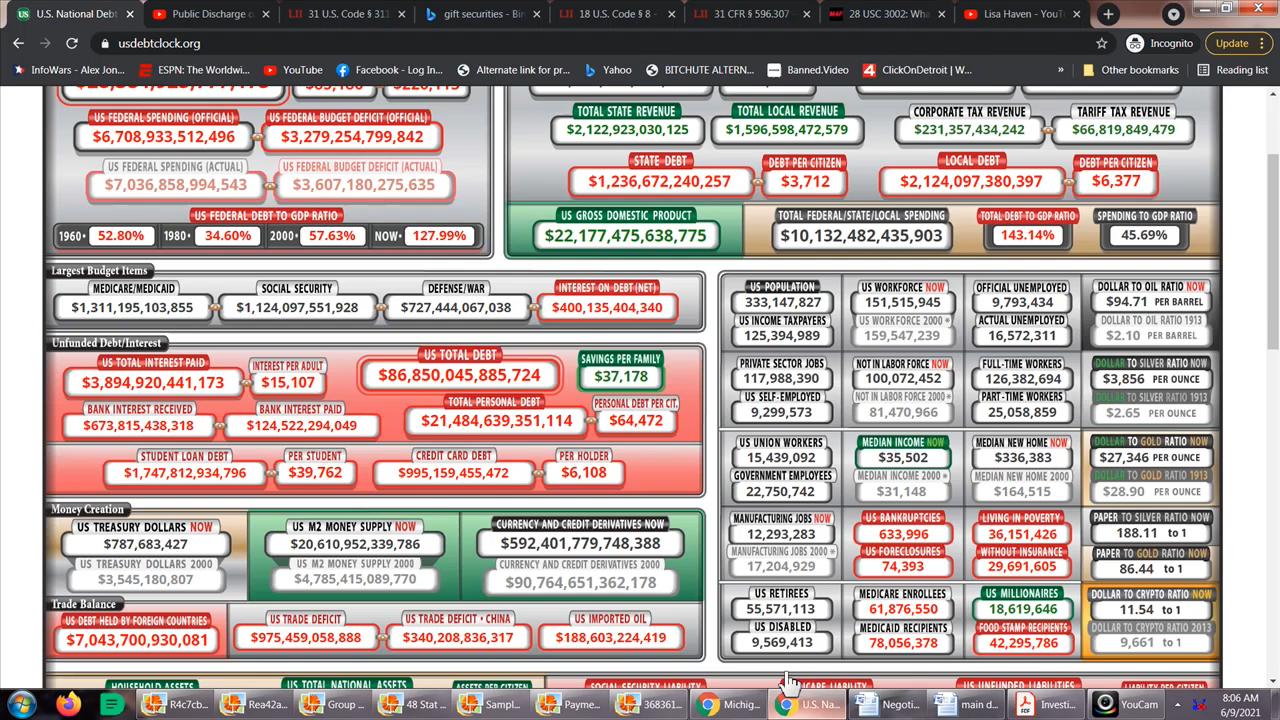 U.S. National Debt
Public Discharge o
31 U.S. Code § 311
gift securities - B
18 U.S. Code § 8 -
31 CFR § 596.307
28 USC 3002: Wh
Lisa Haven - YouT
usdebtclock.org
Incognito
Update
InfoWars - Alex Jon...
ESPN: The Worldwi...
YouTube
Facebook - Log In...
Alternate link for pr...
Yahoo
BITCHUTE ALTERN...
Banned.Video
ClickOnDetroit | W...
»
Other bookmarks
Reading list
TOTAL STATE REVENUE
TOTAL LOCAL REVENUE
CORPORATE TAX REVENUE
TARIFF TAX REVENUE
$2,122,923,030,125
$1,596,598,472,579
$231,357,434,242
$66,819,849,479
US FEDERAL SPENDING (OFFICIAL)
US FEDERAL BUDGET DEFICIT (OFFICIAL)
$6,708,933,512,496
$3,279,254,799,842
US FEDERAL SPENDING (ACTUAL)
US FEDERAL BUDGET DEFICIT (ACTUAL)
$7,036,858,994,543
$3,607,180,275,635
STATE DEBT
DEBT PER CITIZEN
LOCAL DEBT
DEBT PER CITIZEN
$1,236,672,240,257
$3,712
$2,124,097,380,397
$6,377
US FEDERAL DEBT TO GDP RATIO
1960• 52.80%
1980• 34.60%
2000• 57.63%
NOW• 127.99%
US GROSS DOMESTIC PRODUCT
TOTAL FEDERAL/STATE/LOCAL SPENDING
TOTAL DEBT TO GDP RATIO
SPENDING TO GDP RATIO
$22,177,475,638,775
$10,132,482,435,903
143.14%
45.69%
Largest Budget Items
MEDICARE/MEDICAID
SOCIAL SECURITY
DEFENSE/WAR
INTEREST ON DEBT (NET)
$1,311,195,103,855
$1,124,097,551,928
$727,444,067,038
$400,135,404,340
Unfunded Debt/Interest
US TOTAL INTEREST PAID
INTEREST PER ADULT
US TOTAL DEBT
SAVINGS PER FAMILY
$3,894,920,441,173
$15,107
$86,850,045,885,724
$37,178
BANK INTEREST RECEIVED
BANK INTEREST PAID
TOTAL PERSONAL DEBT
PERSONAL DEBT PER CIT.
$673,815,438,318
$124,522,294,049
$21,484,639,351,114
$64,472
STUDENT LOAN DEBT
PER STUDENT
CREDIT CARD DEBT
PER HOLDER
$1,747,812,934,796
$39,762
$995,159,455,472
$6,108
Money Creation
US TREASURY DOLLARS NOW
US M2 MONEY SUPPLY NOW
CURRENCY AND CREDIT DERIVATIVES NOW
$787,683,427
$20,610,952,339,786
$592,401,779,748,388
US TREASURY DOLLARS 2000
US M2 MONEY SUPPLY 2000
CURRENCY AND CREDIT DERIVATIVES 2000
$3,545,180,807
$4,785,415,089,770
$90,764,651,362,178
Trade Balance
US DEBT HELD BY FOREIGN COUNTRIES
US TRADE DEFICIT
US TRADE DEFICIT • CHINA
US IMPORTED OIL
$7,043,700,930,081
$975,459,058,888
$340,208,836,317
$188,603,224,419
US POPULATION
US WORKFORCE NOW
OFFICIAL UNEMPLOYED
DOLLAR TO OIL RATIO NOW
333,147,827
151,515,945
9,793,434
$94.71 PER BARREL
US INCOME TAXPAYERS
US WORKFORCE 2000 *
ACTUAL UNEMPLOYED
DOLLAR TO OIL RATIO 1913
125,394,989
159,547,239
16,572,311
$2.10 PER BARREL
PRIVATE SECTOR JOBS
NOT IN LABOR FORCE NOW
FULL-TIME WORKERS
DOLLAR TO SILVER RATIO NOW
117,988,390
100,072,452
126,382,694
$3,856 PER OUNCE
US SELF-EMPLOYED
NOT IN LABOR FORCE 2000 *
PART-TIME WORKERS
DOLLAR TO SILVER RATIO 1913
9,299,573
81,470,966
25,058,859
$2.65 PER OUNCE
US UNION WORKERS
MEDIAN INCOME NOW
MEDIAN NEW HOME NOW
DOLLAR TO GOLD RATIO NOW
15,439,092
$35,502
$336,383
$27,346 PER OUNCE
GOVERNMENT EMPLOYEES
MEDIAN INCOME 2000 *
MEDIAN NEW HOME 2000
DOLLAR TO GOLD RATIO 1913
22,750,742
$31,148
$164,515
$28.90 PER OUNCE
MANUFACTURING JOBS NOW
US BANKRUPTCIES
LIVING IN POVERTY
PAPER TO SILVER RATIO NOW
12,293,283
633,996
36,151,426
188.11 to 1
MANUFACTURING JOBS 2000 *
US FORECLOSURES
WITHOUT INSURANCE
PAPER TO GOLD RATIO NOW
17,204,929
74,393
29,691,605
86.44 to 1
US RETIREES
MEDICARE ENROLLEES
US MILLIONAIRES
DOLLAR TO CRYPTO RATIO NOW
55,571,113
61,876,550
18,619,646
11.54 to 1
US DISABLED
MEDICAID RECIPIENTS
FOOD STAMP RECIPIENTS
DOLLAR TO CRYPTO RATIO 2013
9,569,413
78,056,378
42,295,786
9,661 to 1
HOUSEHOLD ASSETS
US TOTAL NATIONAL ASSETS
ASSETS PER CITIZEN
SOCIAL SECURITY LIABILITY
US UNFUNDED LIABILITIES
R4c7cb...
Rea42a...
Group ...
48 Stat ...
Sampl...
Payme...
368361...
Michig...
U.S. Na...
Negoti...
main d...
Investi...
YouCam
8:06 AM
6/9/2021